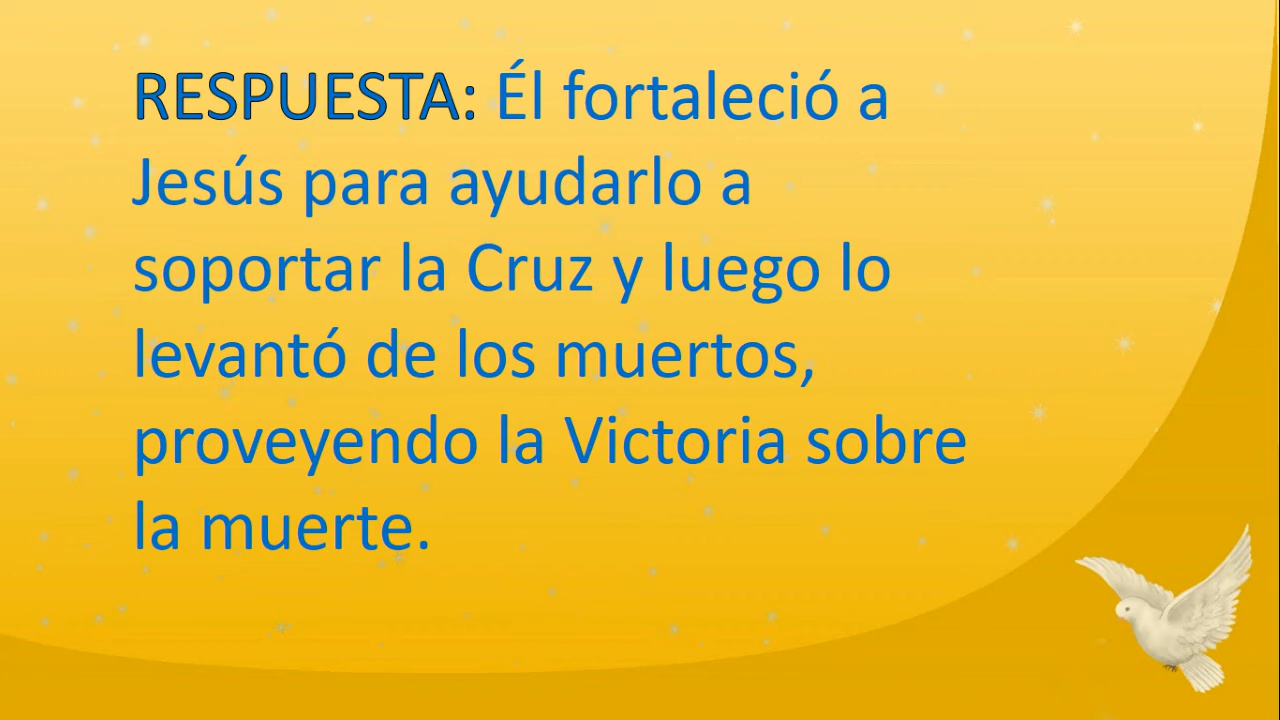 RESPUESTA: Él fortaleció a
Jesús para ayudarlo a
soportar la Cruz y luego lo
levantó de los muertos,
proveyendo la Victoria sobre
la muerte.